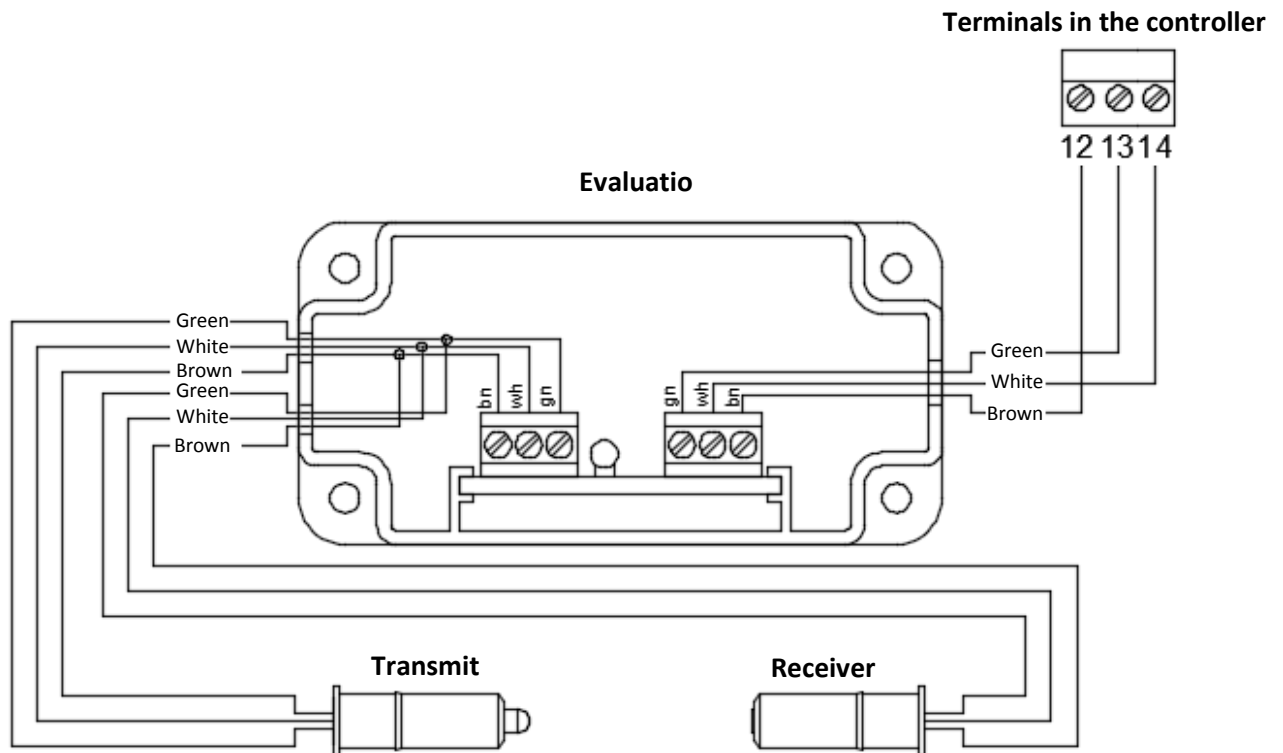 Terminals in the controller
12 13 14
Evaluatio
Green
White
Brown
Green
White
Brown
bn wh gn
gn wh bn
Green
White
Brown
Transmit
Receiver